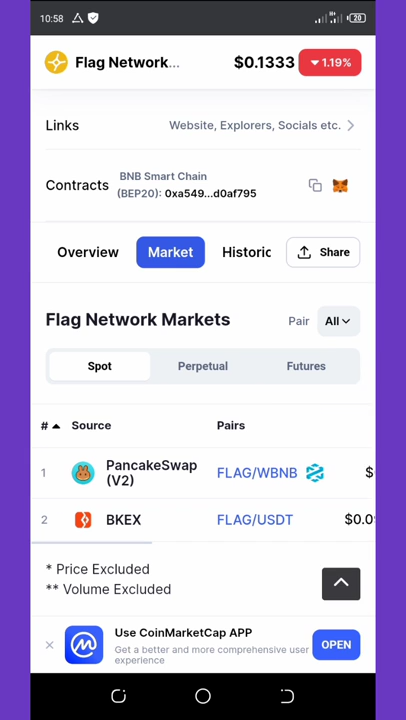 10:58
20
Flag Network... $0.1333 1.19%
Links Website, Explorers, Socials etc.
Contracts BNB Smart Chain
(BEP20): 0xa549...d0af795
Overview Market Historic Share
Flag Network Markets Pair All
Spot Perpetual Futures
# Source Pairs
1 PancakeSwap FLAG/WBNB $
(V2)
2 BKEX FLAG/USDT $0.0
* Price Excluded
** Volume Excluded
Use CoinMarketCap APP
Get a better and more comprehensive user
experience
OPEN